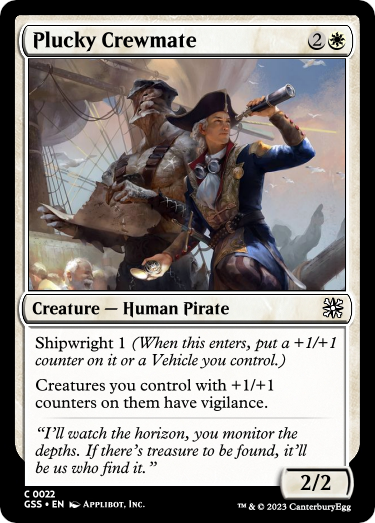 Plucky Crewmate 2
Creature — Human Pirate
Shipwright 1 (When this enters, put a +1/+1
counter on it or a Vehicle you control.)
Creatures you control with +1/+1
counters on them have vigilance.
“I’ll watch the horizon, you monitor the
depths. If there’s treasure to be found, it’ll
be us who find it.”
2/2
C 0022
GSS • EN APPLIBOT, INC.
™ & © 2023 CanterburyEgg